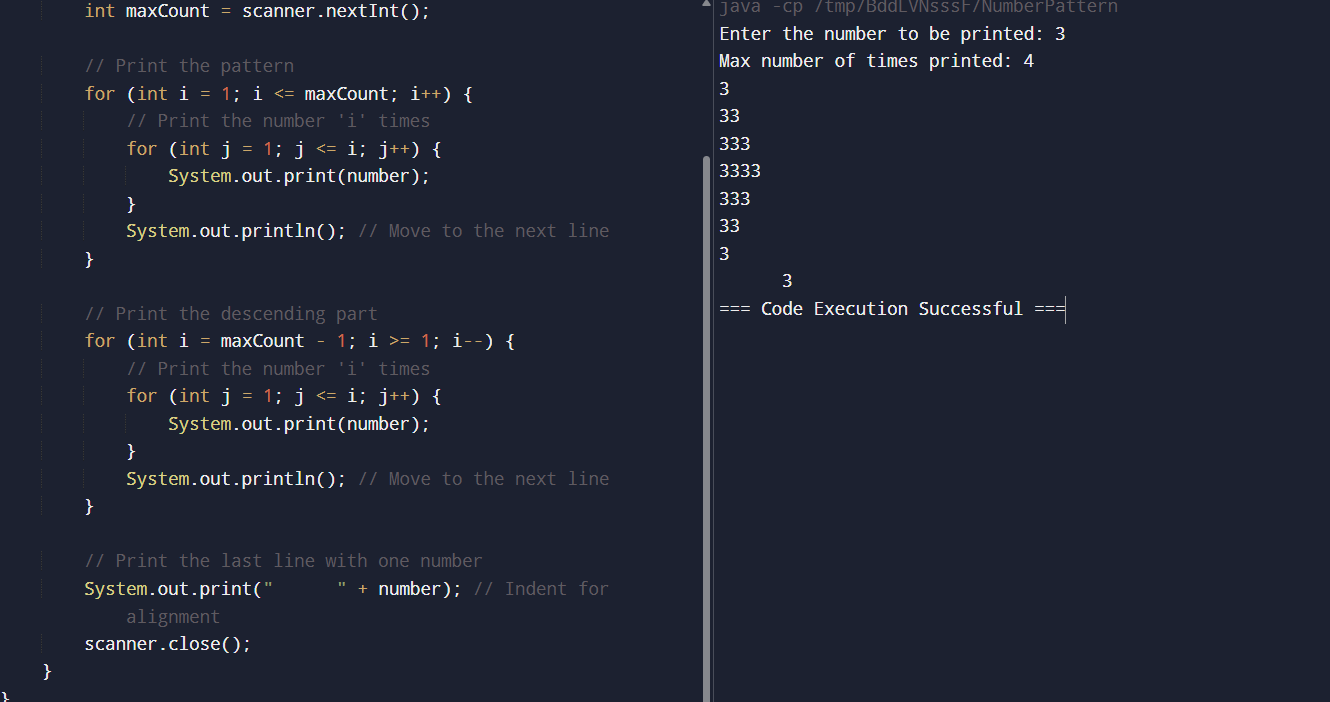 int maxCount = scanner.nextInt();
// Print the pattern
for (int i = 1; i <= maxCount; i++) {
// Print the number 'i' times
for (int j = 1; j <= i; j++) {
System.out.print(number);
}
System.out.println(); // Move to the next line
}
// Print the descending part
for (int i = maxCount - 1; i >= 1; i--) {
// Print the number 'i' times
for (int j = 1; j <= i; j++) {
System.out.print(number);
}
System.out.println(); // Move to the next line
}
// Print the last line with one number
System.out.print("      " + number); // Indent for
alignment
scanner.close();
}
}
java -cp /tmp/BddLVNsssF/NumberPattern
Enter the number to be printed: 3
Max number of times printed: 4
3
33
333
3333
333
33
3
3
=== Code Execution Successful ===